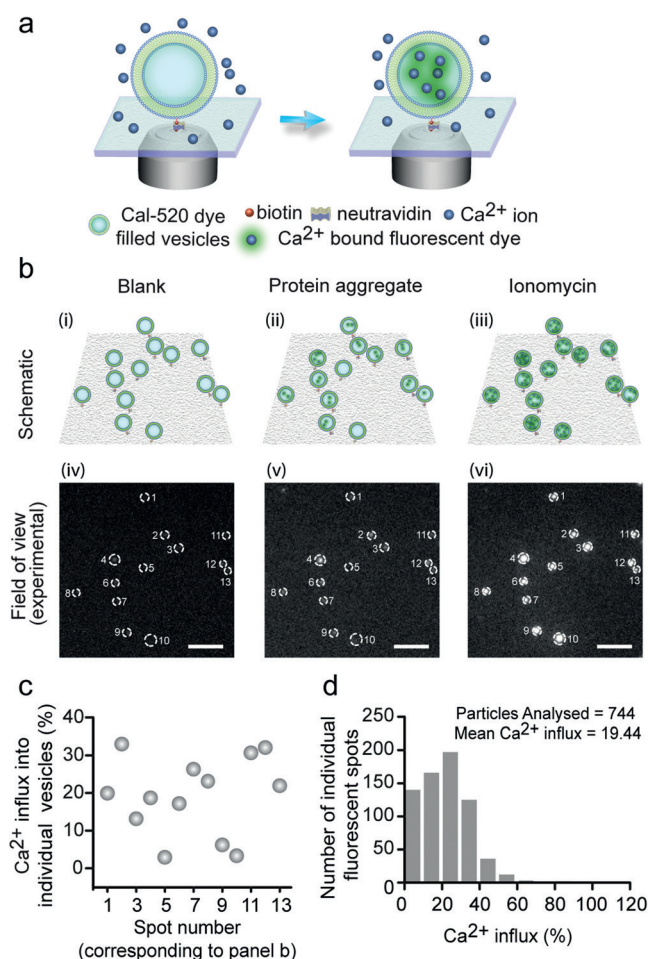 a
Cal-520 dye
filled vesicles
biotin
neutravidin
Ca2+ ion
Ca2+ bound fluorescent dye
b
Blank
Protein aggregate
Ionomycin
Schematic
(i)
(ii)
(iii)
Field of view
(experimental)
(iv)
1
2
3
4
5
6
7
8
9
10
11
12
13
(v)
1
2
3
4
5
6
7
8
9
10
11
12
13
(vi)
1
2
3
4
5
6
7
8
9
10
11
12
13
c
Ca2+ influx into
individual vesicles (%)
40
30
20
10
0
1 3 5 7 9 11 13
Spot number
(corresponding to panel b)
d
Particles Analysed = 744
Mean Ca2+ influx = 19.44
Number of individual
fluorescent spots
250
200
150
100
50
0
0 20 40 60 80 100 120
Ca2+ influx (%)